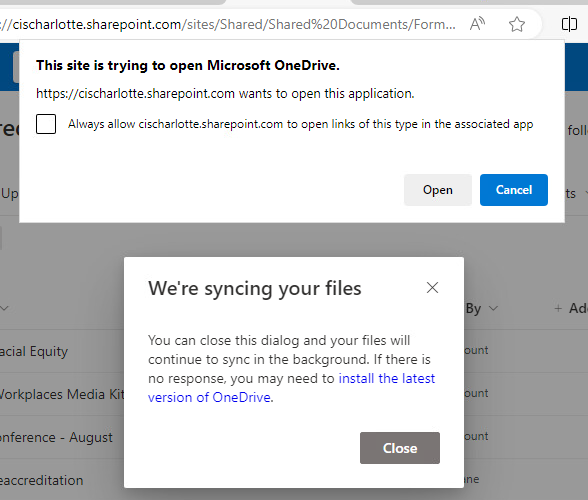 ://cischarlotte.sharepoint.com/sites/Shared/Shared%20Documents/Form...
This site is trying to open Microsoft OneDrive.
https://cischarlotte.sharepoint.com wants to open this application.
Always allow cischarlotte.sharepoint.com to open links of this type in the associated app
Open
Cancel
foll
Up
ts
We're syncing your files
You can close this dialog and your files will
continue to sync in the background. If there is
no response, you may need to install the latest
version of OneDrive.
Close
By
+ Ad
acial Equity
ount
Workplaces Media Kit
ount
onference - August
ount
eaccreditation
ne